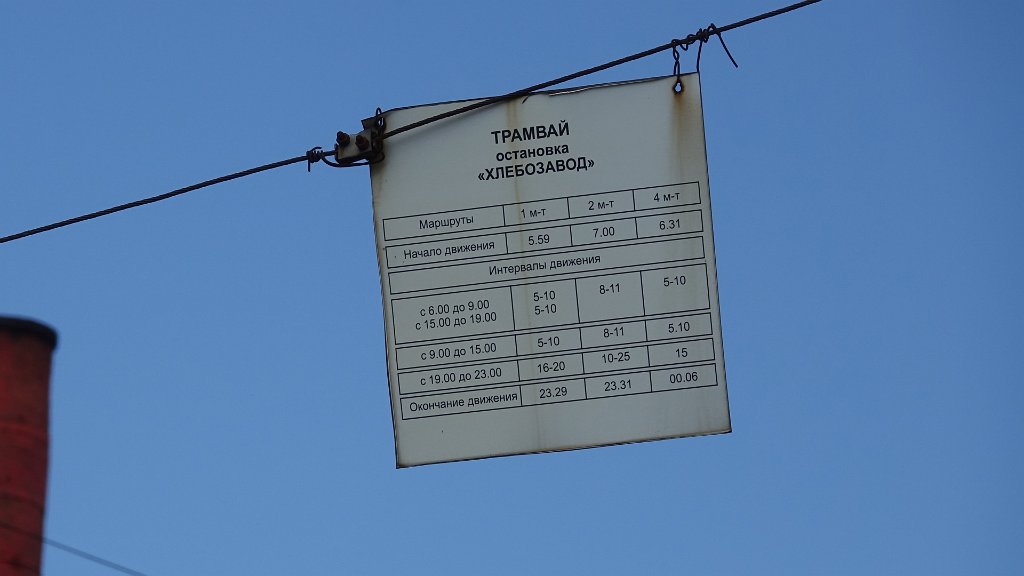 ТРАМВАЙ
остановка
«ХЛЕБОЗАВОД»
Маршруты 1 м-т 2 м-т 4 м-т
Начало движения 5.59 7.00 6.31
Интервалы движения
с 6.00 до 9.00 5-10 8-11 5-10
с 15.00 до 19.00 5-10
с 9.00 до 15.00 5-10 8-11 5.10
с 19.00 до 23.00 16-20 10-25 15
Окончание движения 23.29 23.31 00.06